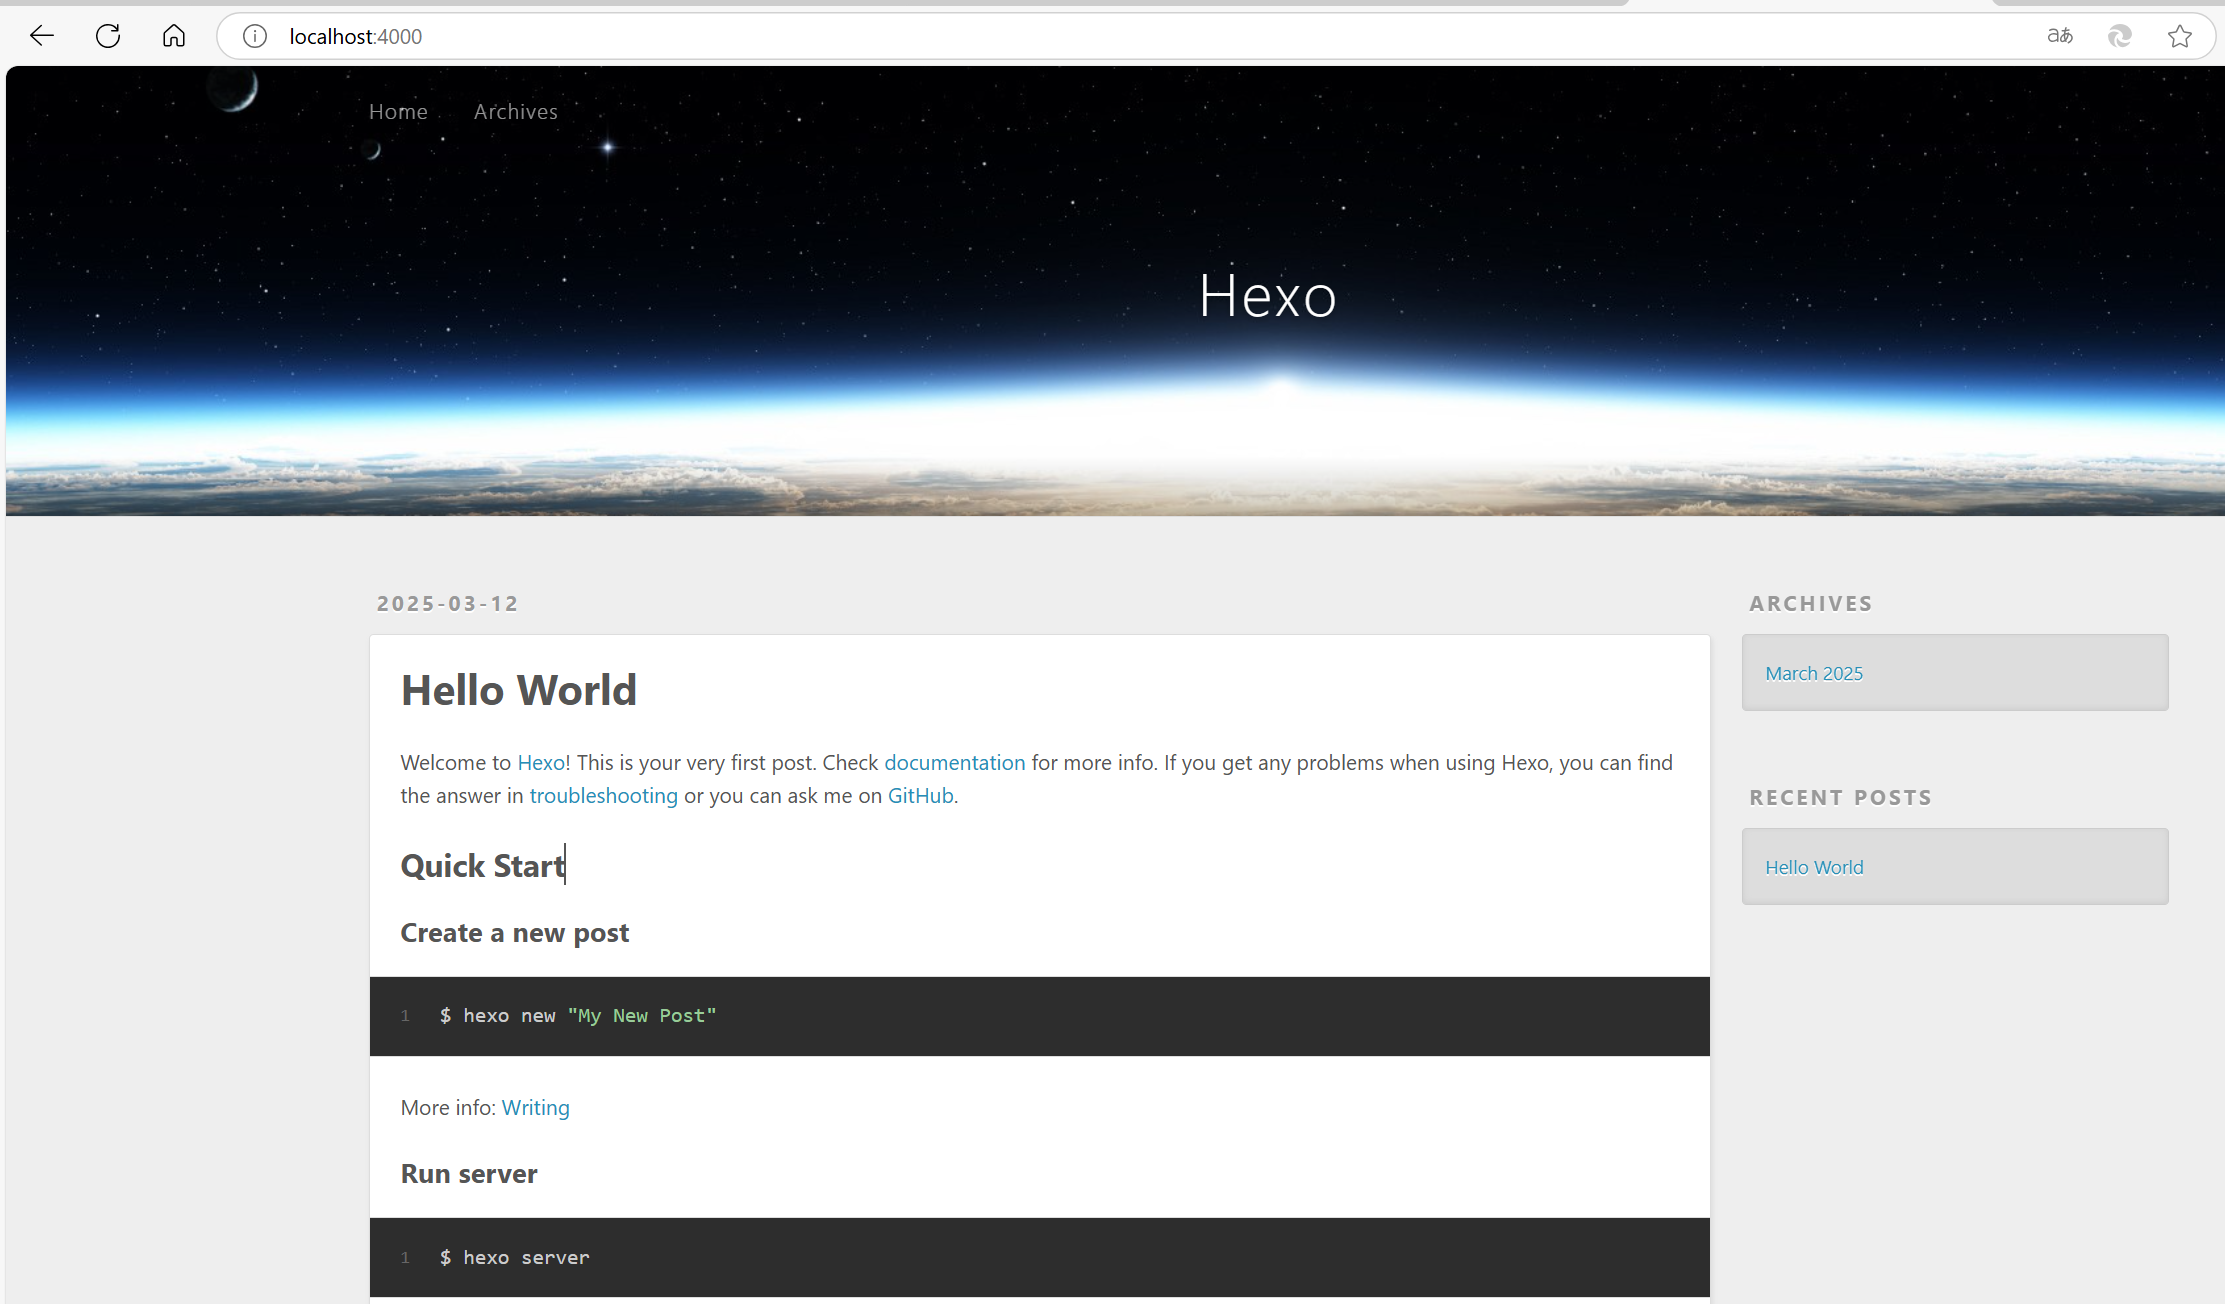 localhost:4000
aあ
Home
Archives
Hexo
2025-03-12
Hello World
Welcome to Hexo! This is your very first post. Check documentation for more info. If you get any problems when using Hexo, you can find
the answer in troubleshooting or you can ask me on GitHub.
Quick Start
Create a new post
1 $ hexo new "My New Post"
More info: Writing
Run server
1 $ hexo server
ARCHIVES
March 2025
RECENT POSTS
Hello World